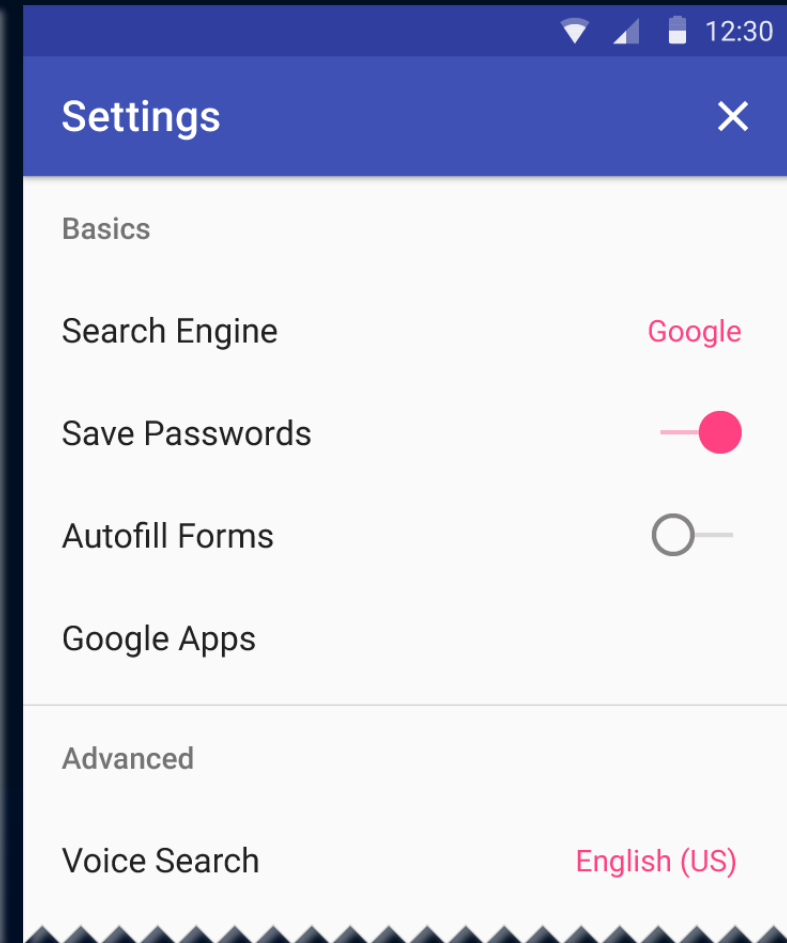 12:30
Settings
Basics
Search Engine Google
Save Passwords
Autofill Forms
Google Apps
Advanced
Voice Search English (US)